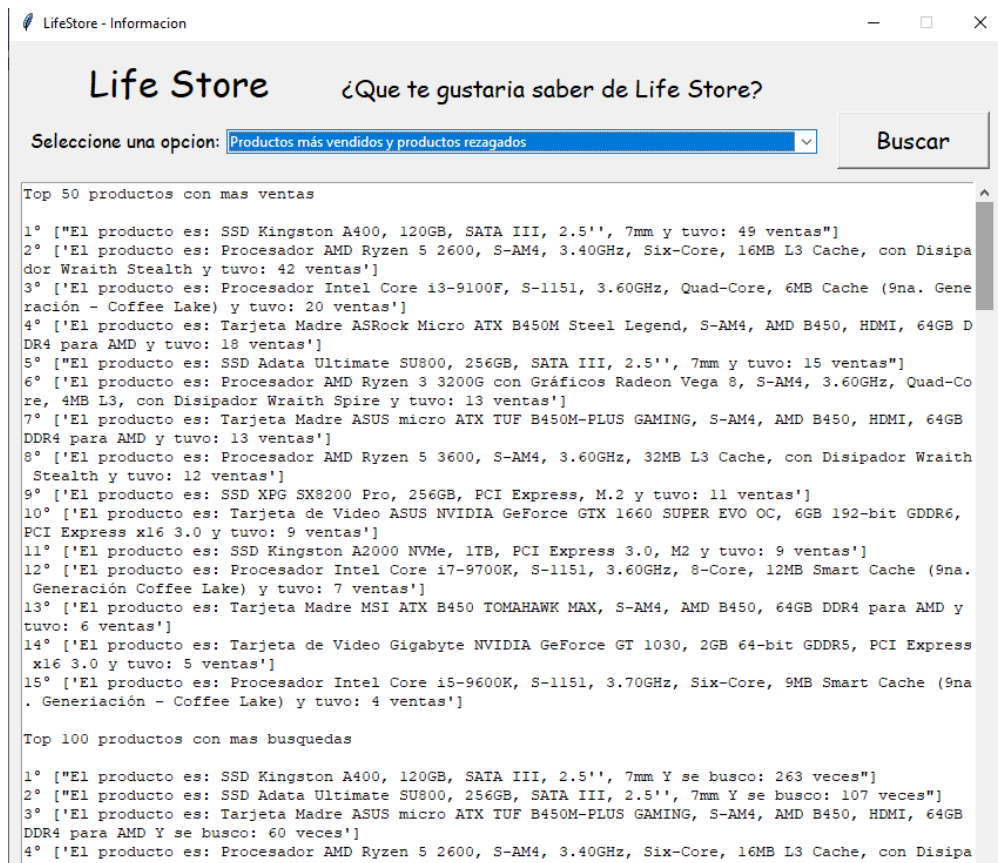 LifeStore - Informacion
Life Store
¿Que te gustaria saber de Life Store?
Seleccione una opcion:
Productos más vendidos y productos rezagados
Buscar
Top 50 productos con mas ventas
1° ["El producto es: SSD Kingston A400, 120GB, SATA III, 2.5'', 7mm y tuvo: 49 ventas"]
2° ['El producto es: Procesador AMD Ryzen 5 2600, S-AM4, 3.40GHz, Six-Core, 16MB L3 Cache, con Disipa
dor Wraith Stealth y tuvo: 42 ventas']
3° ['El producto es: Procesador Intel Core i3-9100F, S-1151, 3.60GHz, Quad-Core, 6MB Cache (9na. Gene
ración - Coffee Lake) y tuvo: 20 ventas']
4° ['El producto es: Tarjeta Madre ASRock Micro ATX B450M Steel Legend, S-AM4, AMD B450, HDMI, 64GB D
DR4 para AMD y tuvo: 18 ventas']
5° ["El producto es: SSD Adata Ultimate SU800, 256GB, SATA III, 2.5'', 7mm y tuvo: 15 ventas"]
6° ['El producto es: Procesador AMD Ryzen 3 3200G con Gráficos Radeon Vega 8, S-AM4, 3.60GHz, Quad-Co
re, 4MB L3, con Disipador Wraith Spire y tuvo: 13 ventas']
7° ['El producto es: Tarjeta Madre ASUS micro ATX TUF B450M-PLUS GAMING, S-AM4, AMD B450, HDMI, 64GB
DDR4 para AMD y tuvo: 13 ventas']
8° ['El producto es: Procesador AMD Ryzen 5 3600, S-AM4, 3.60GHz, 32MB L3 Cache, con Disipador Wraith
Stealth y tuvo: 12 ventas']
9° ['El producto es: SSD XPG SX8200 Pro, 256GB, PCI Express, M.2 y tuvo: 11 ventas']
10° ['El producto es: Tarjeta de Video ASUS NVIDIA GeForce GTX 1660 SUPER EVO OC, 6GB 192-bit GDDR6,
PCI Express x16 3.0 y tuvo: 9 ventas']
11° ['El producto es: SSD Kingston A2000 NVMe, 1TB, PCI Express 3.0, M2 y tuvo: 9 ventas']
12° ['El producto es: Procesador Intel Core i7-9700K, S-1151, 3.60GHz, 8-Core, 12MB Smart Cache (9na.
Generación Coffee Lake) y tuvo: 7 ventas']
13° ['El producto es: Tarjeta Madre MSI ATX B450 TOMAHAWK MAX, S-AM4, AMD B450, 64GB DDR4 para AMD y
tuvo: 6 ventas']
14° ['El producto es: Tarjeta de Video Gigabyte NVIDIA GeForce GT 1030, 2GB 64-bit GDDR5, PCI Express
x16 3.0 y tuvo: 5 ventas']
15° ['El producto es: Procesador Intel Core i5-9600K, S-1151, 3.70GHz, Six-Core, 9MB Smart Cache (9na
. Generiación - Coffee Lake) y tuvo: 4 ventas']
Top 100 productos con mas busquedas
1° ["El producto es: SSD Kingston A400, 120GB, SATA III, 2.5'', 7mm Y se busco: 263 veces"]
2° ["El producto es: SSD Adata Ultimate SU800, 256GB, SATA III, 2.5'', 7mm Y se busco: 107 veces"]
3° ['El producto es: Tarjeta Madre ASUS micro ATX TUF B450M-PLUS GAMING, S-AM4, AMD B450, HDMI, 64GB
DDR4 para AMD Y se busco: 60 veces']
4° ['El producto es: Procesador AMD Ryzen 5 2600, S-AM4, 3.40GHz, Six-Core, 16MB L3 Cache, con Disipa